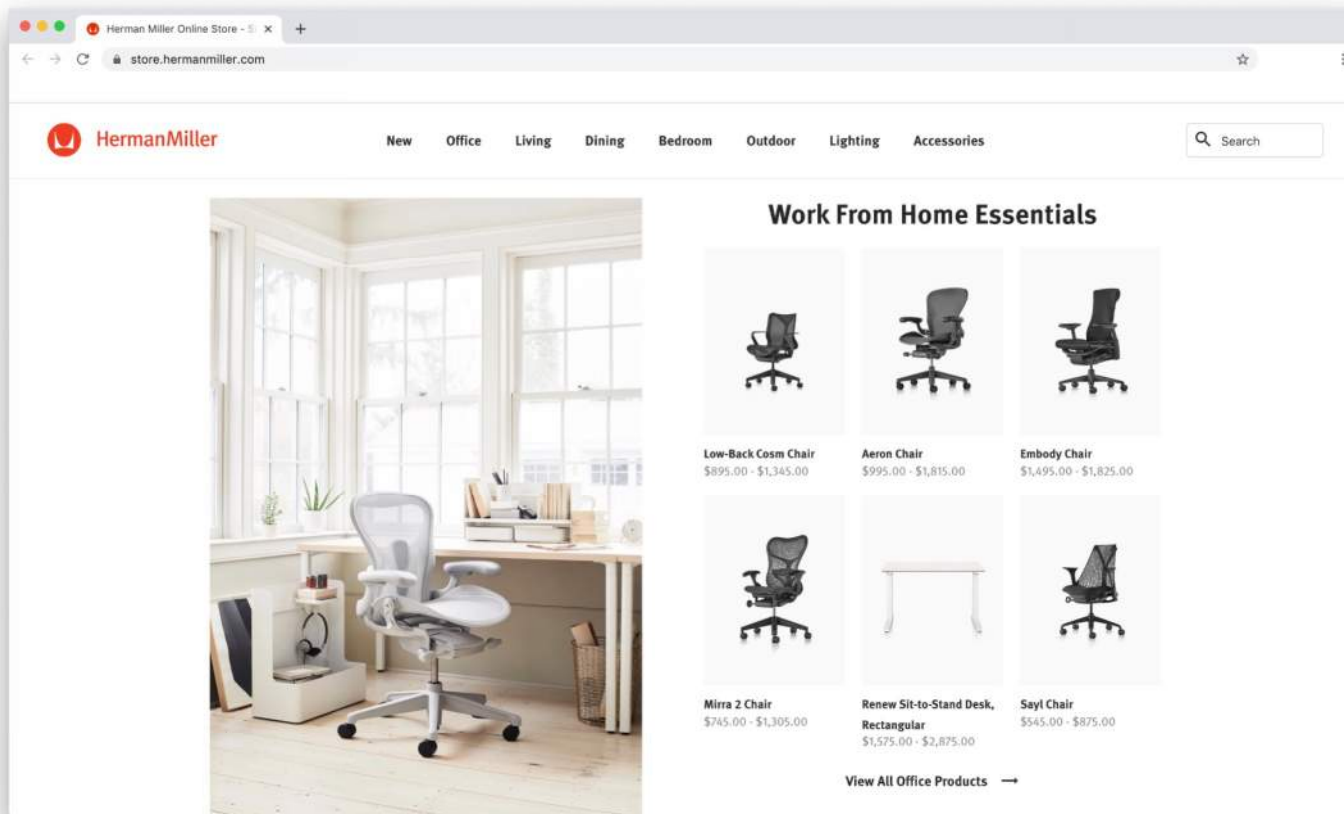 Herman Miller Online Store - S
store.hermanmiller.com
HermanMiller
New Office Living Dining Bedroom Outdoor Lighting Accessories
Search
Work From Home Essentials
Low-Back Cosm Chair
$895.00 - $1,345.00
Aeron Chair
$995.00 - $1,815.00
Embody Chair
$1,495.00 - $1,825.00
Mirra 2 Chair
$745.00 - $1,305.00
Renew Sit-to-Stand Desk,
Rectangular
$1,575.00 - $2,875.00
Sayl Chair
$545.00 - $875.00
View All Office Products →